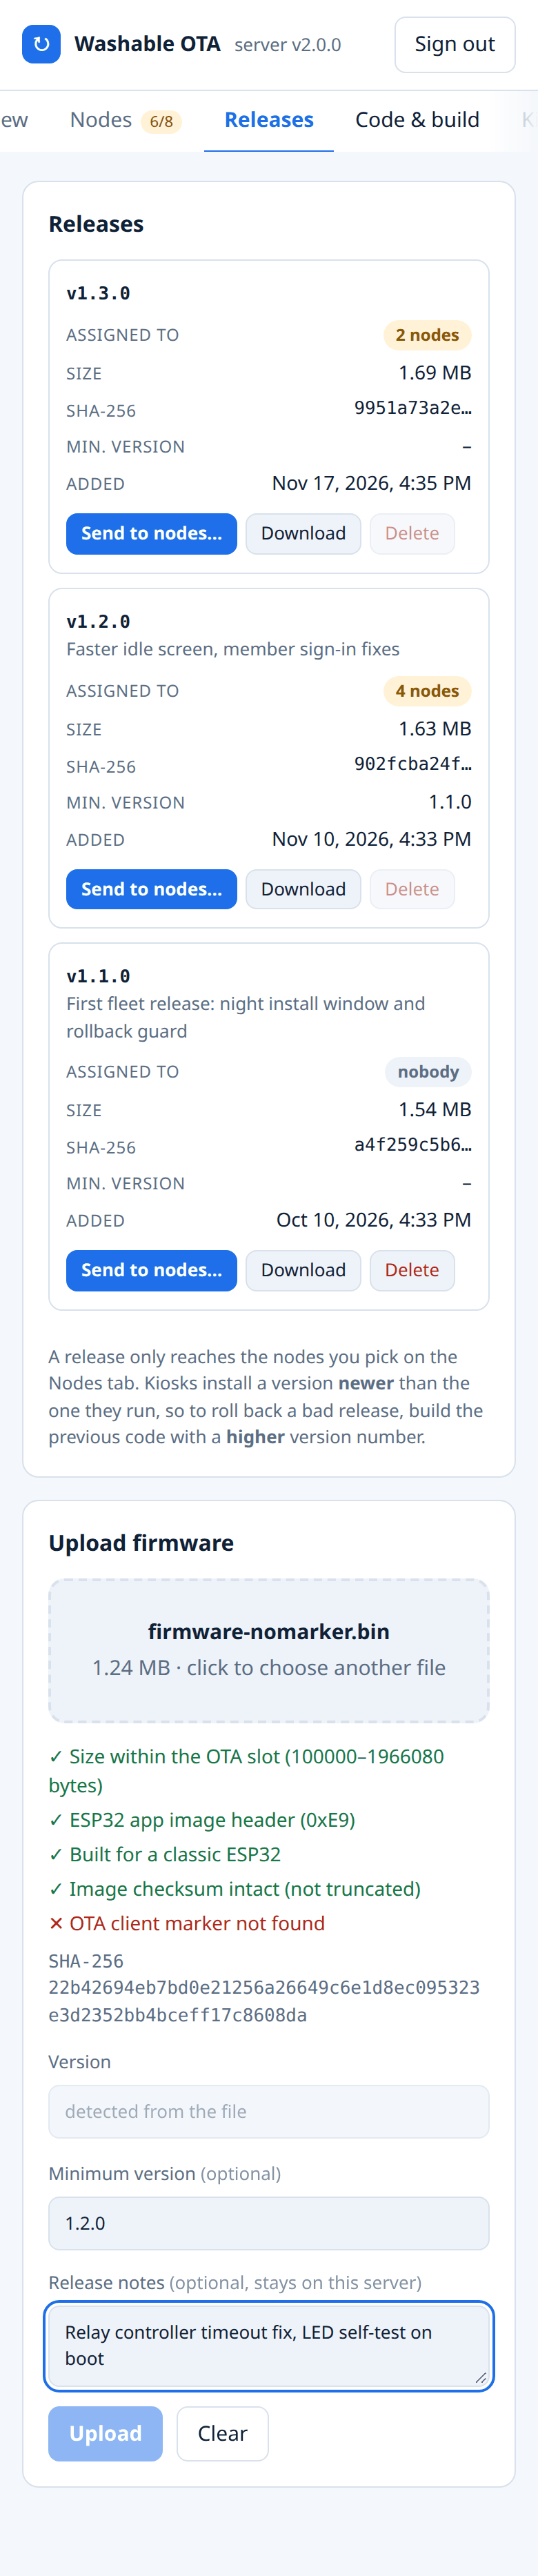 ↻ Washable OTA server v2.0.0 Sign out
ew Nodes 6/8 Releases Code & build K
Releases
v1.3.0
ASSIGNED TO 2 nodes
SIZE 1.69 MB
SHA-256 9951a73a2e…
MIN. VERSION –
ADDED Nov 17, 2026, 4:35 PM
Send to nodes… Download Delete
v1.2.0
Faster idle screen, member sign-in fixes
ASSIGNED TO 4 nodes
SIZE 1.63 MB
SHA-256 902fcba24f…
MIN. VERSION 1.1.0
ADDED Nov 10, 2026, 4:33 PM
Send to nodes… Download Delete
v1.1.0
First fleet release: night install window and
rollback guard
ASSIGNED TO nobody
SIZE 1.54 MB
SHA-256 a4f259c5b6…
MIN. VERSION –
ADDED Oct 10, 2026, 4:33 PM
Send to nodes… Download Delete
A release only reaches the nodes you pick on the
Nodes tab. Kiosks install a version newer than the
one they run, so to roll back a bad release, build the
previous code with a higher version number.
Upload firmware
firmware-nomarker.bin
1.24 MB · click to choose another file
✓ Size within the OTA slot (100000–1966080
bytes)
✓ ESP32 app image header (0xE9)
✓ Built for a classic ESP32
✓ Image checksum intact (not truncated)
✕ OTA client marker not found
SHA-256
22b42694eb7bd0e21256a26649c6e1d8ec095323
e3d2352bb4bceff17c8608da
Version
detected from the file
Minimum version (optional)
1.2.0
Release notes (optional, stays on this server)
Relay controller timeout fix, LED self-test on
boot
Upload Clear